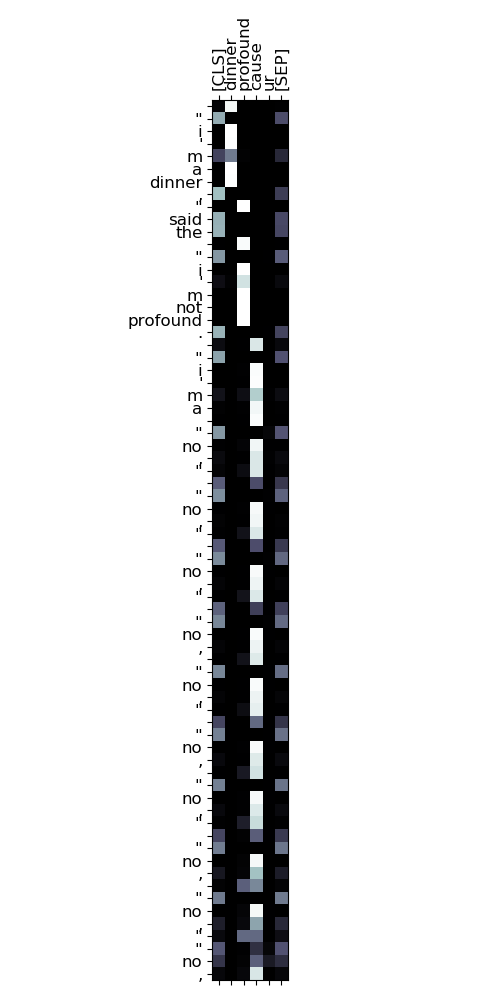 [CLS]
dinner
profound
cause
ur
[SEP]
"
i
'
m
a
dinner
,
"
said
the
"
i
'
m
not
profound
.
"
i
'
m
a
"
no
,
"
"
no
,
"
"
no
,
"
"
no
,
"
no
,
"
"
no
,
"
no
,
"
"
no
,
"
no
,
"
"
no
,